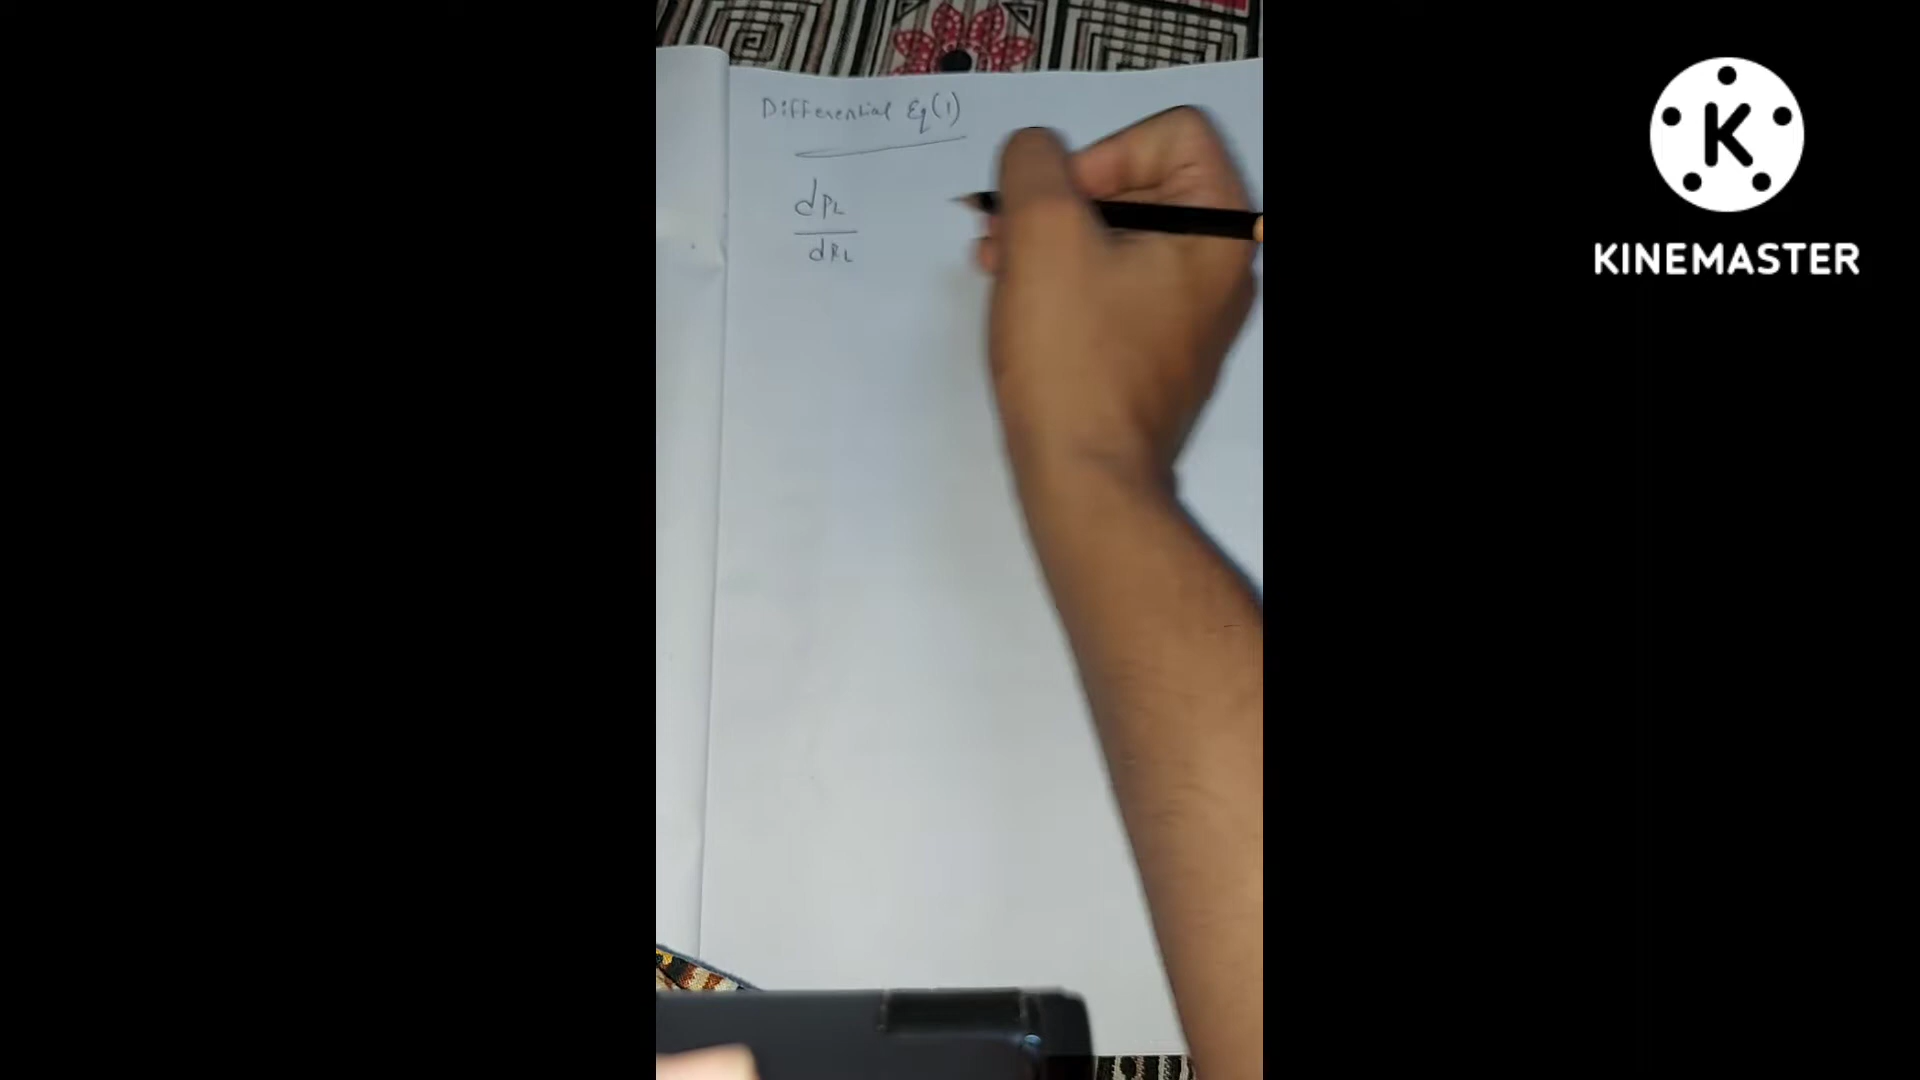 Differential Eq(1)
dPL
dRL
K
KINEMASTER